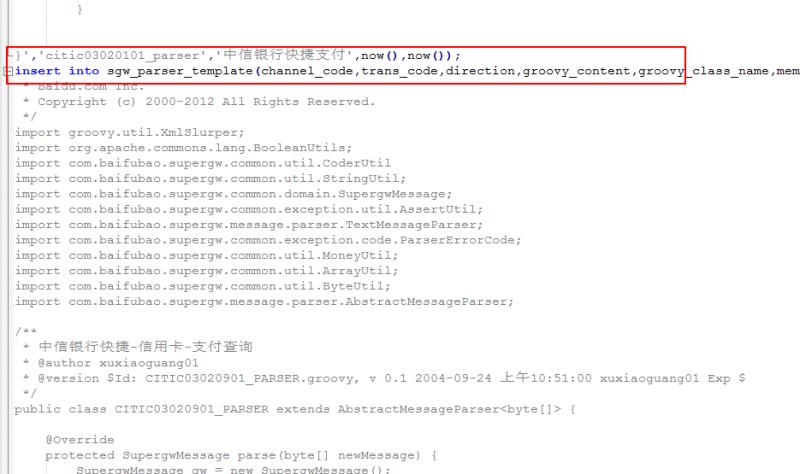 }
}','citic03020101_parser','中信银行快捷支付',now(),now());
insert into sgw_parser_template(channel_code,trans_code,direction,groovy_content,groovy_class_name,mem
* Baidu.com Inc.
* Copyright (c) 2000-2012 All Rights Reserved.
*/
import groovy.util.XmlSlurper;
import org.apache.commons.lang.BooleanUtils;
import com.baifubao.supergw.common.util.CoderUtil
import com.baifubao.supergw.common.util.StringUtil;
import com.baifubao.supergw.common.domain.SupergwMessage;
import com.baifubao.supergw.common.exception.util.AssertUtil;
import com.baifubao.supergw.message.parser.TextMessageParser;
import com.baifubao.supergw.common.exception.code.ParserErrorCode;
import com.baifubao.supergw.common.util.MoneyUtil;
import com.baifubao.supergw.common.util.ArrayUtil;
import com.baifubao.supergw.common.util.ByteUtil;
import com.baifubao.supergw.message.parser.AbstractMessageParser;
/**
* 中信银行快捷-信用卡-支付查询
* @author xuxiaoguang01
* @version $Id: CITIC03020901_PARSER.groovy, v 0.1 2004-09-24 上午10:51:00 xuxiaoguang01 Exp $
*/
public class CITIC03020901_PARSER extends AbstractMessageParser<byte[]> {
@Override
protected SupergwMessage parse(byte[] newMessage) {
SupergwMessage gw = new SupergwMessage();